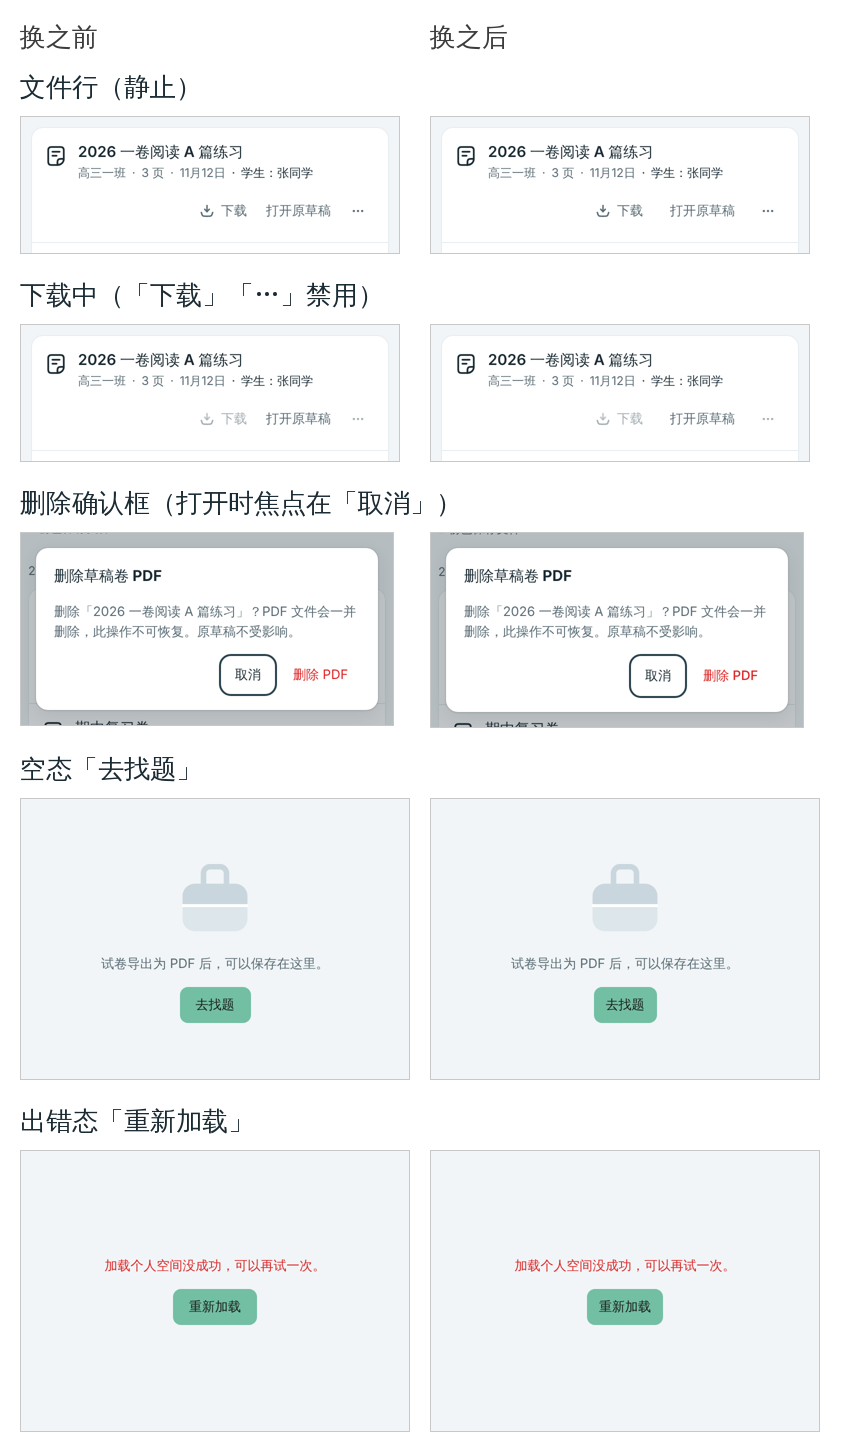 换之前
换之后
文件行（静止）
2026 一卷阅读 A 篇练习
高三一班 · 3 页 · 11月12日 · 学生：张同学
下载 打开原草稿 ···
2026 一卷阅读 A 篇练习
高三一班 · 3 页 · 11月12日 · 学生：张同学
下载 打开原草稿 ···
下载中（「下载」「···」禁用）
2026 一卷阅读 A 篇练习
高三一班 · 3 页 · 11月12日 · 学生：张同学
下载 打开原草稿 ···
2026 一卷阅读 A 篇练习
高三一班 · 3 页 · 11月12日 · 学生：张同学
下载 打开原草稿 ···
删除确认框（打开时焦点在「取消」）
2
删除草稿卷 PDF
删除「2026 一卷阅读 A 篇练习」？PDF 文件会一并
删除，此操作不可恢复。原草稿不受影响。
取消 删除 PDF
2
删除草稿卷 PDF
删除「2026 一卷阅读 A 篇练习」？PDF 文件会一并
删除，此操作不可恢复。原草稿不受影响。
取消 删除 PDF
空态「去找题」
试卷导出为 PDF 后，可以保存在这里。
去找题
试卷导出为 PDF 后，可以保存在这里。
去找题
出错态「重新加载」
加载个人空间没成功，可以再试一次。
重新加载
加载个人空间没成功，可以再试一次。
重新加载